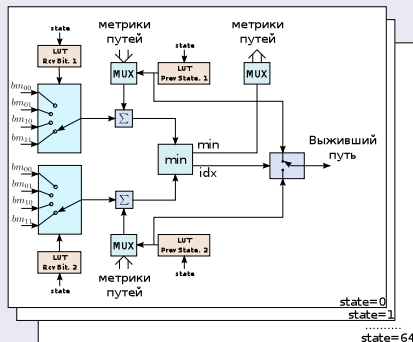 state
LUT
Rcv Bit. 1
метрики
путей
state
LUT
Prev State. 1
метрики
путей
MUX
MUX
bm00
bm01
bm10
bm11
Σ
min
min
idx
Выживший
путь
bm00
bm01
bm10
bm11
Σ
MUX
LUT
Prev State. 2
state
метрики
путей
LUT
Rcv Bit. 2
state
state=0
state=1
..........
state=64